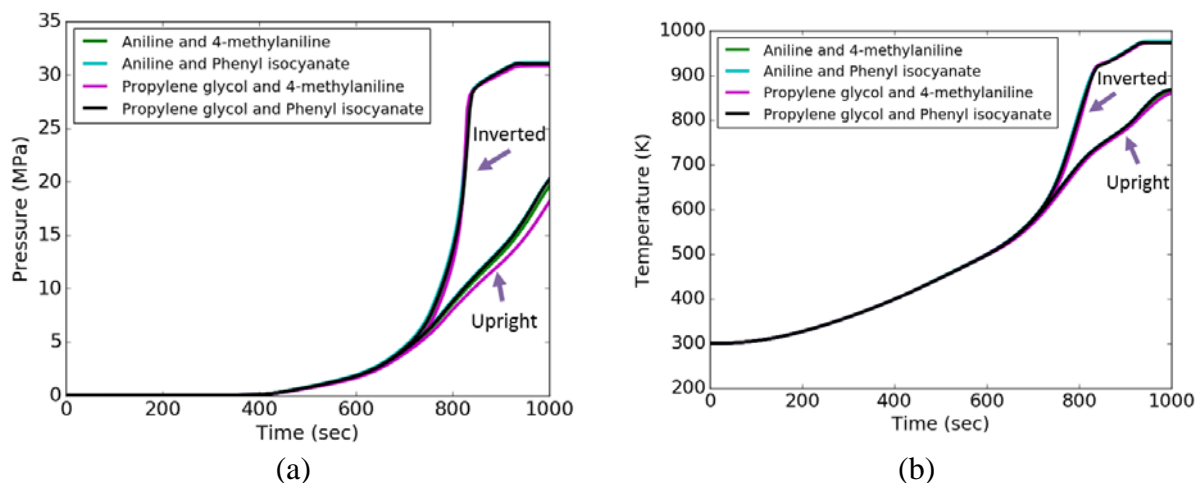 35
30
25
20
15
10
5
0
Pressure (MPa)
Aniline and 4-methylaniline
Aniline and Phenyl isocyanate
Propylene glycol and 4-methylaniline
Propylene glycol and Phenyl isocyanate
Inverted
Upright
0 200 400 600 800 1000
Time (sec)
(a)
1000
900
800
700
600
500
400
300
200
Temperature (K)
Aniline and 4-methylaniline
Aniline and Phenyl isocyanate
Propylene glycol and 4-methylaniline
Propylene glycol and Phenyl isocyanate
Inverted
Upright
0 200 400 600 800 1000
Time (sec)
(b)